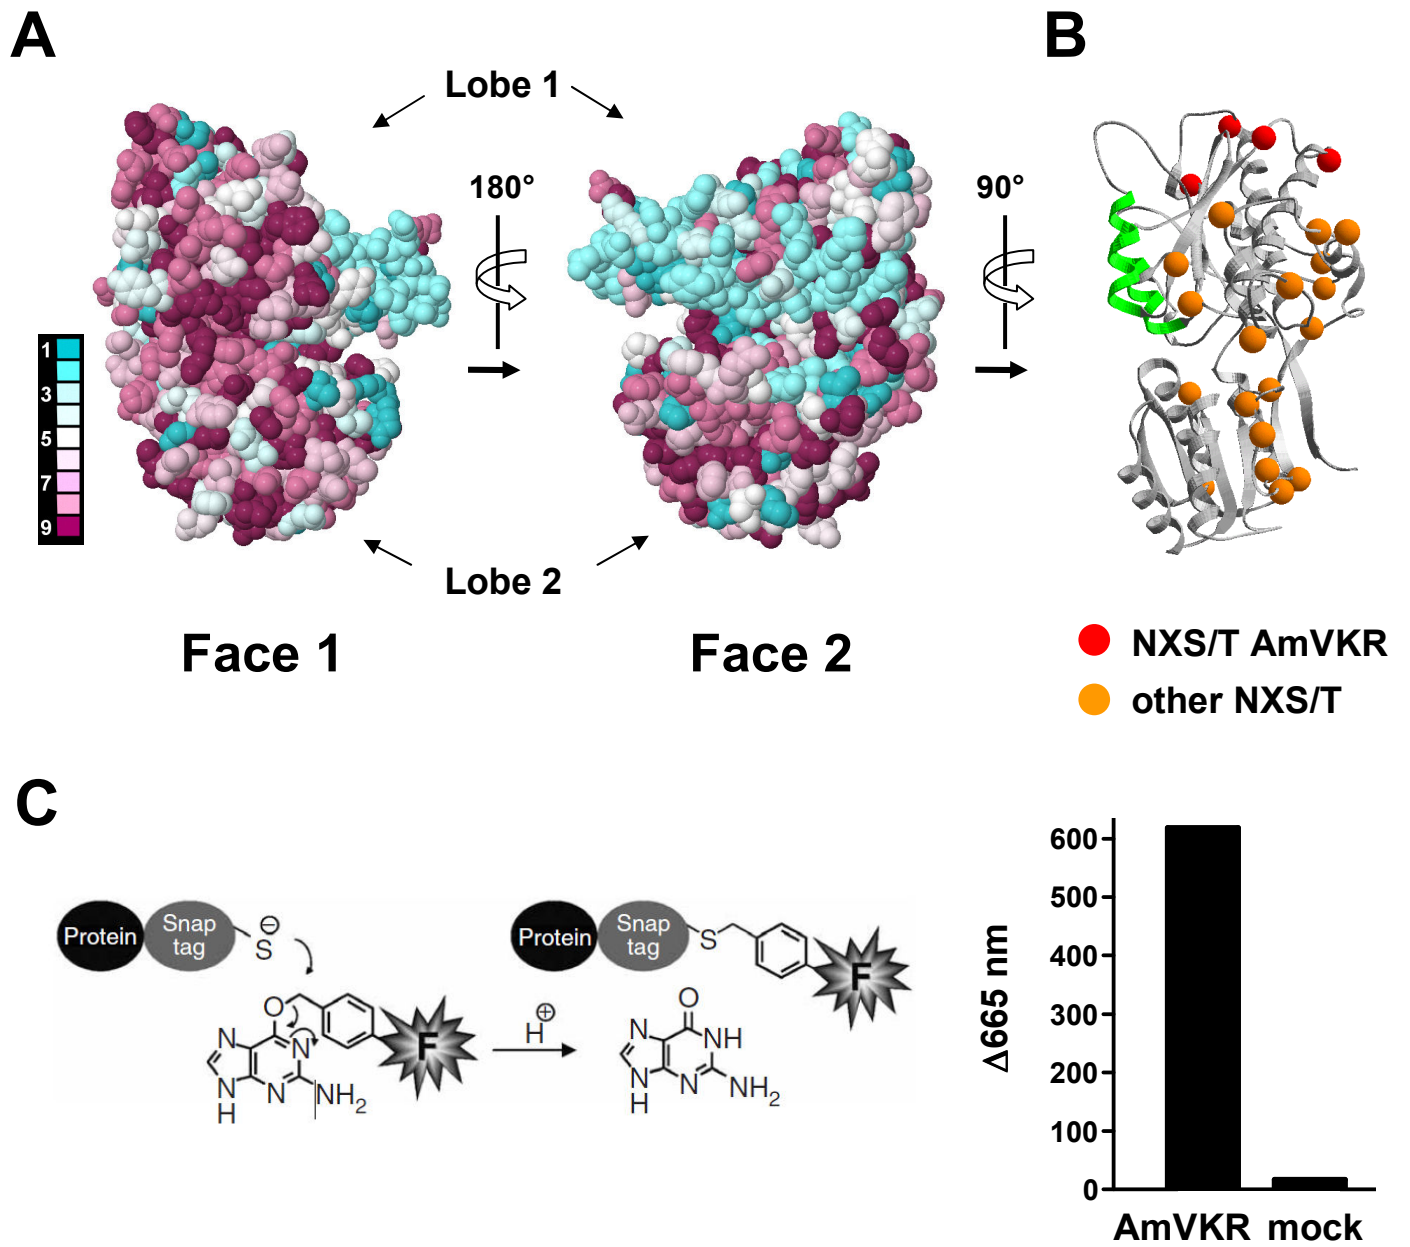 A
B
Lobe 1
180°
90°
1
3
5
7
9
Lobe 2
Face 1
Face 2
NXS/T AmVKR
other NXS/T
C
Protein
Snap
tag
S
⊖
O
N
N
N
H
N
NH2
F
H
⊕
Protein
Snap
tag
S
F
O
N
NH
N
H
N
NH2
Δ665 nm
600
500
400
300
200
100
0
AmVKR
mock